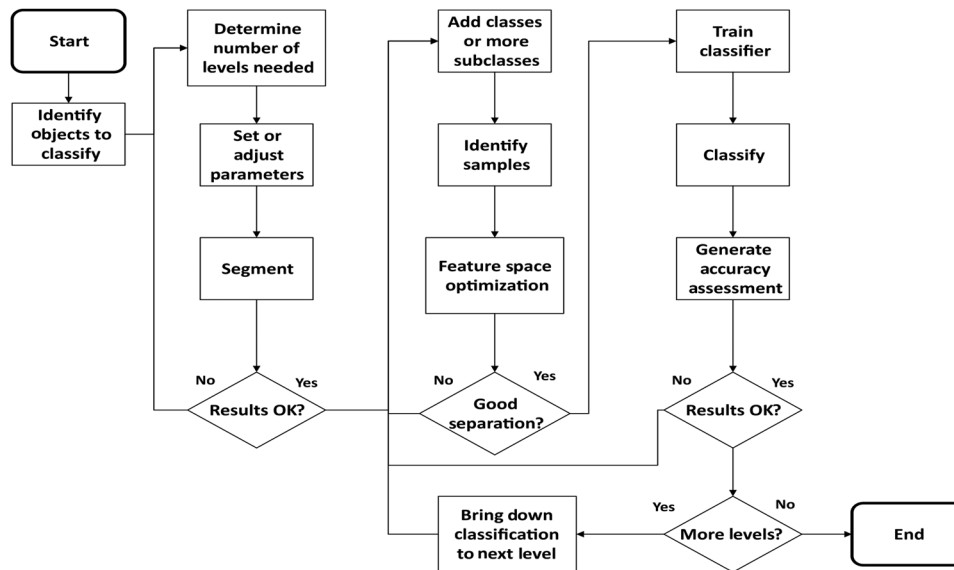 Start
Identify
objects to
classify
Determine
number of
levels needed
Set or
adjust
parameters
Segment
No
Yes
Results OK?
Add classes
or more
subclasses
Identify
samples
Feature space
optimization
No
Yes
Good
separation?
Train
classifier
Classify
Generate
accuracy
assessment
No
Yes
Results OK?
Yes
No
More levels?
Bring down
classification
to next level
End